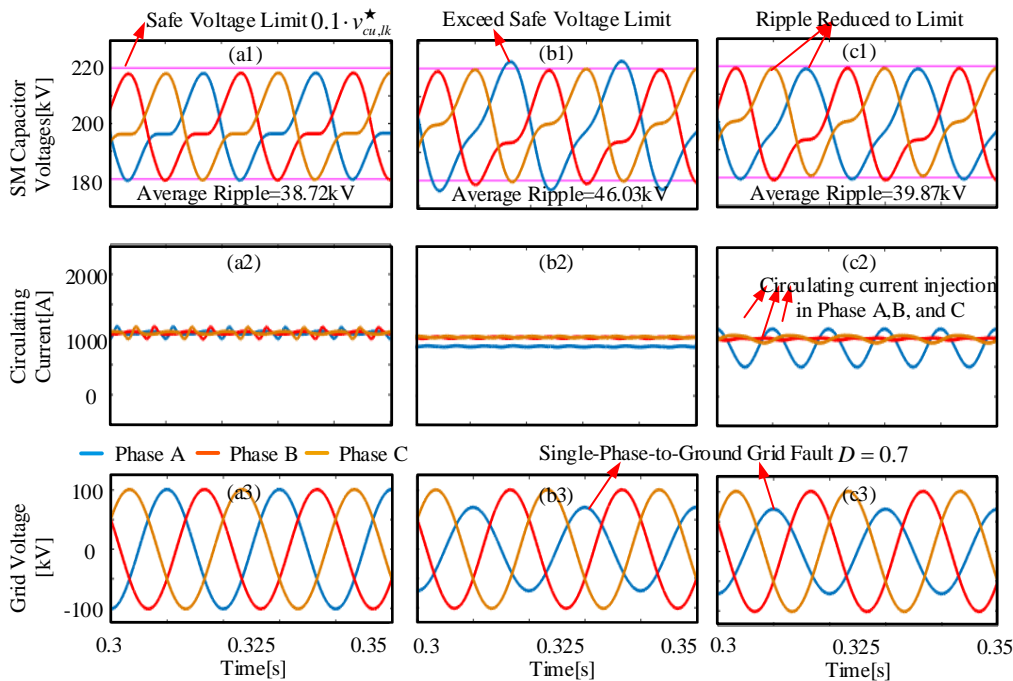 Safe Voltage Limit 0.1 · v★cu,lk
Exceed Safe Voltage Limit
Ripple Reduced to Limit
(a1)
(b1)
(c1)
SM Capacitor
Voltages[kV]
220
200
180
Average Ripple=38.72kV
Average Ripple=46.03kV
Average Ripple=39.87kV
(a2)
(b2)
(c2)
Circulating
Current[A]
2000
1000
0
Circulating current injection
in Phase A,B, and C
Phase A Phase B Phase C
Single-Phase-to-Ground Grid Fault D = 0.7
(a3)
(b3)
(c3)
Grid Voltage
[kV]
100
0
-100
0.3 0.325 0.35
0.3 0.325 0.35
0.3 0.325 0.35
Time[s]
Time[s]
Time[s]